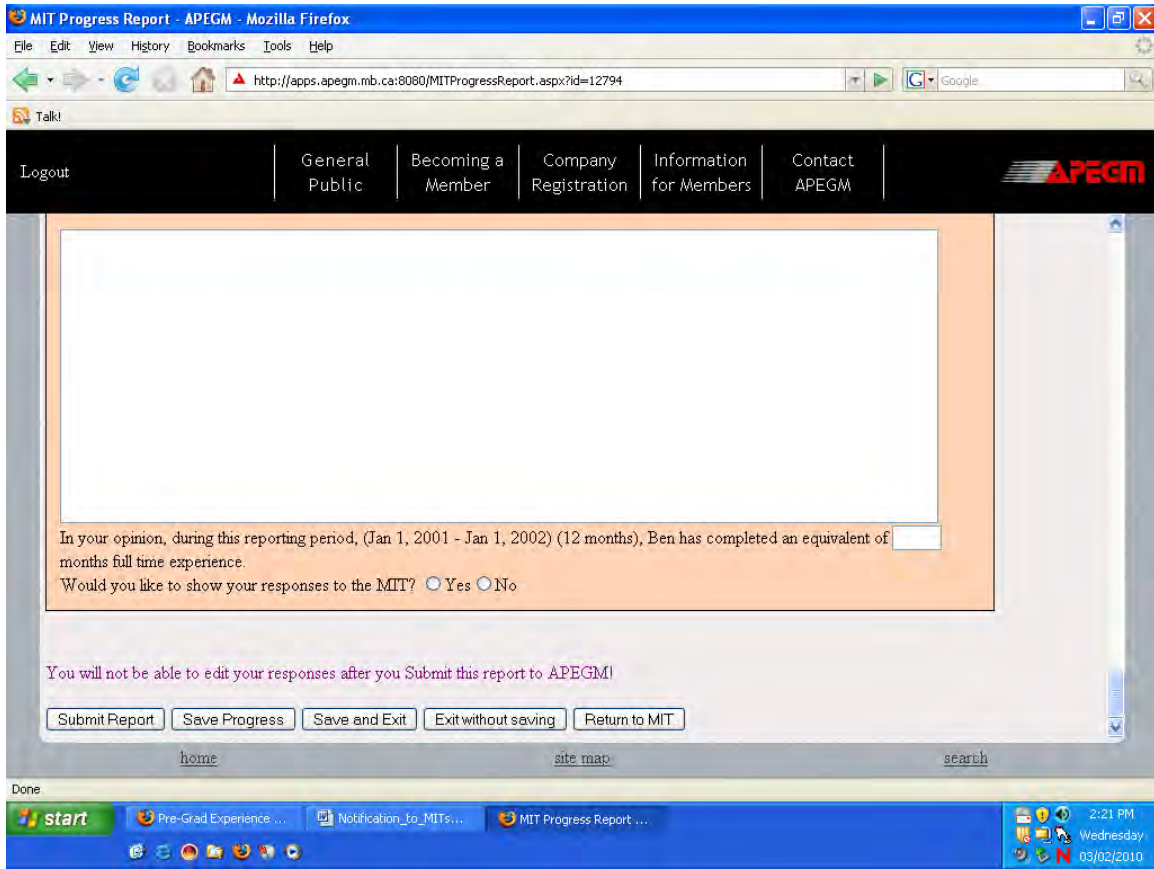 MIT Progress Report - APEGM - Mozilla Firefox
File Edit View History Bookmarks Tools Help
http://apps.apegm.mb.ca:8080/MITProgressReport.aspx?id=12794
G Google
Talk!
Logout
General Public
Becoming a Member
Company Registration
Information for Members
Contact APEGM
APEGM
In your opinion, during this reporting period, (Jan 1, 2001 - Jan 1, 2002) (12 months), Ben has completed an equivalent of
months full time experience.
Would you like to show your responses to the MIT? Yes No
You will not be able to edit your responses after you Submit this report to APEGM!
Submit Report Save Progress Save and Exit Exit without saving Return to MIT
home site map search
Done
start Pre-Grad Experience ... Notification_to_MITs... MIT Progress Report ...
2:21 PM
Wednesday
03/02/2010